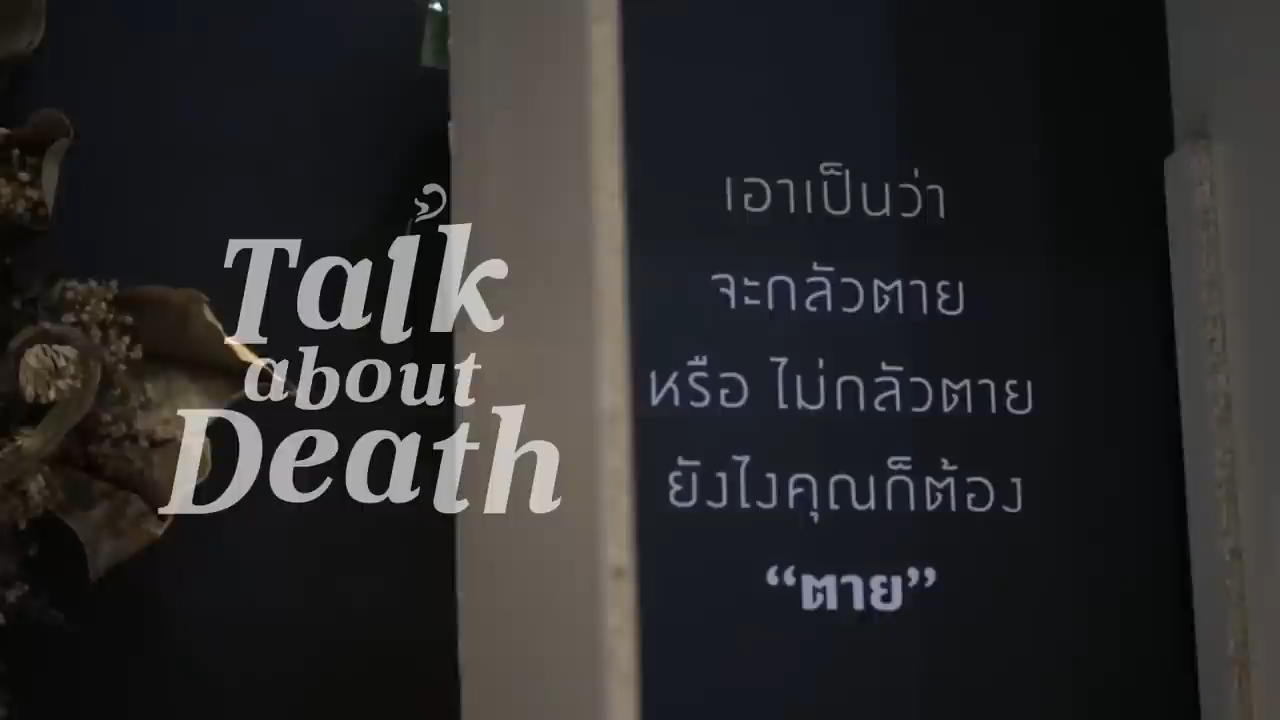 Talk
about
Death
เอาเป็นว่า
จะกลัวตาย
หรือ ไม่กลัวตาย
ยังไงคุณก็ต้อง
“ตาย”